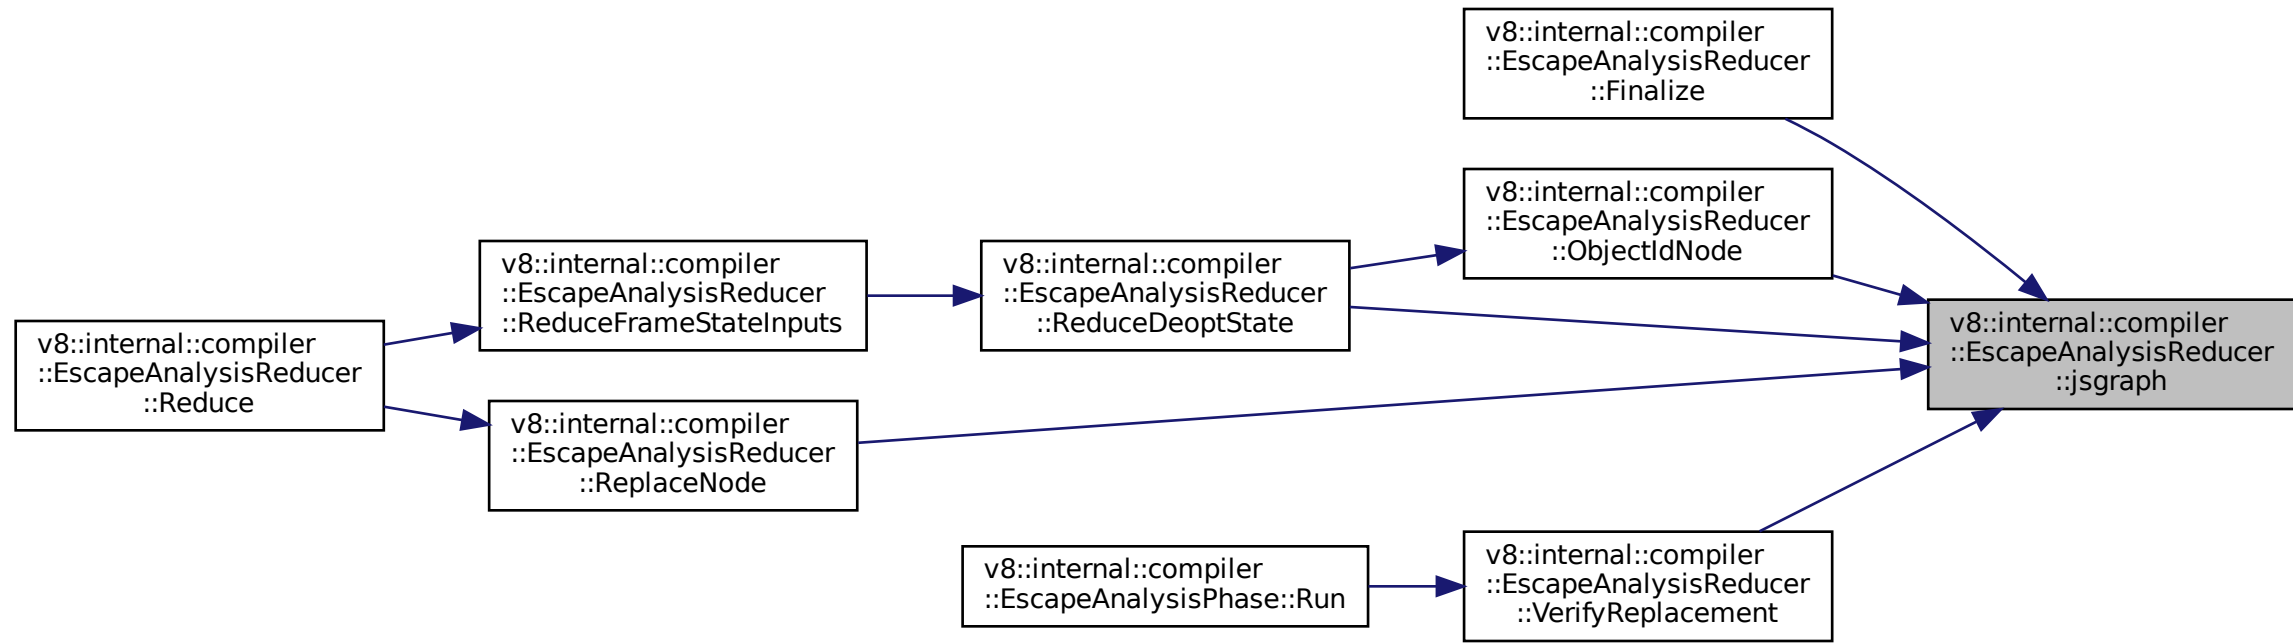 v8::internal::compiler
::EscapeAnalysisReducer
::Finalize
v8::internal::compiler
::EscapeAnalysisReducer
::ObjectIdNode
v8::internal::compiler
::EscapeAnalysisReducer
::ReduceFrameStateInputs
v8::internal::compiler
::EscapeAnalysisReducer
::ReduceDeoptState
v8::internal::compiler
::EscapeAnalysisReducer
::jsgraph
v8::internal::compiler
::EscapeAnalysisReducer
::Reduce
v8::internal::compiler
::EscapeAnalysisReducer
::ReplaceNode
v8::internal::compiler
::EscapeAnalysisPhase::Run
v8::internal::compiler
::EscapeAnalysisReducer
::VerifyReplacement